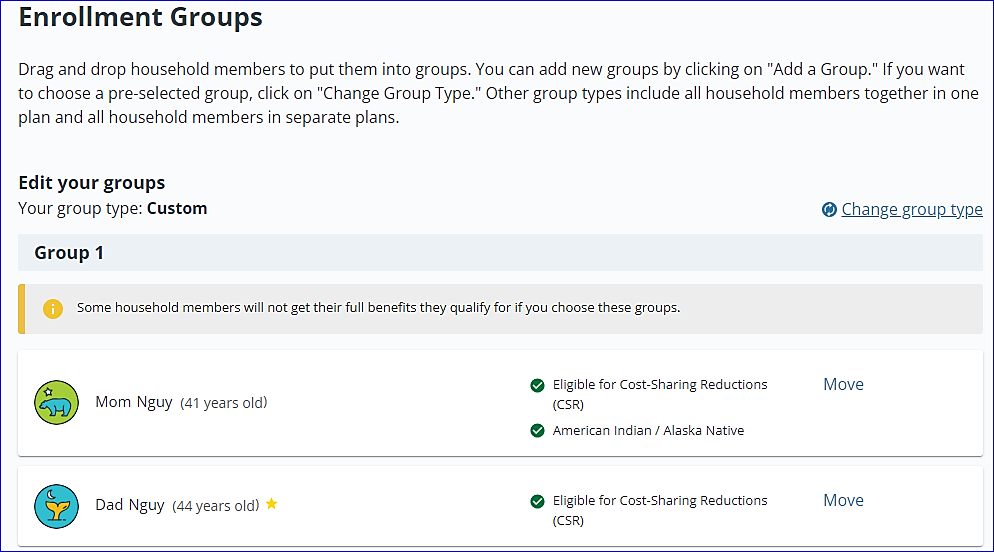 Enrollment Groups
Drag and drop household members to put them into groups. You can add new groups by clicking on "Add a Group." If you want
to choose a pre-selected group, click on "Change Group Type." Other group types include all household members together in one
plan and all household members in separate plans.
Edit your groups
Your group type: Custom
Change group type
Group 1
Some household members will not get their full benefits they qualify for if you choose these groups.
Mom Nguy (41 years old)
Eligible for Cost-Sharing Reductions
(CSR)
American Indian / Alaska Native
Move
Dad Nguy (44 years old)
Eligible for Cost-Sharing Reductions
(CSR)
Move